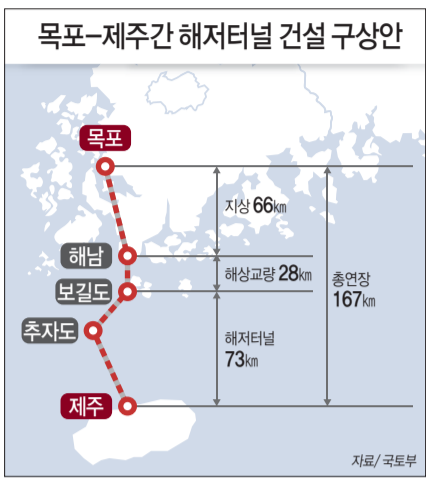 목포–제주간 해저터널 건설 구상안
목포
지상 66km
해남
해상교량 28km
보길도
총연장
167km
추자도
해저터널
73km
제주
자료/ 국토부